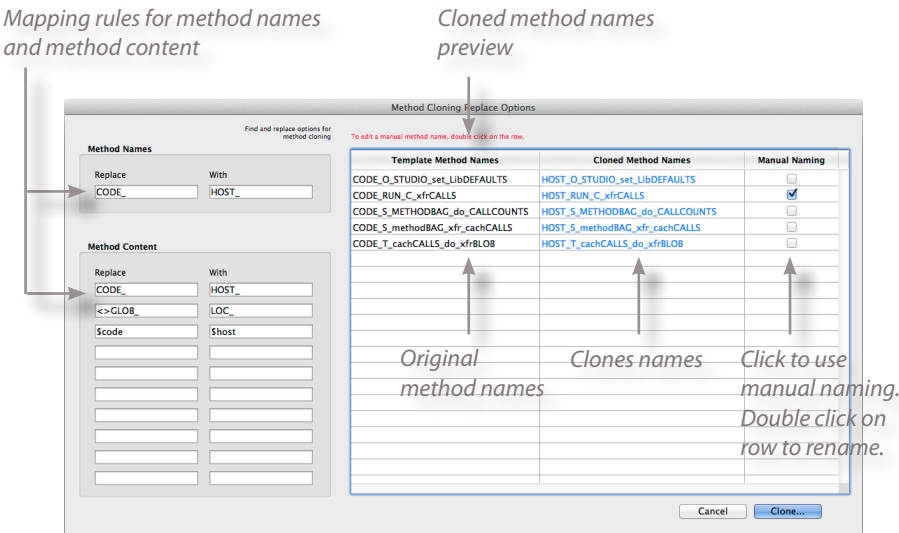 Mapping rules for method names
and method content
Cloned method names
preview
Method Cloning Replace Options
Find and replace options for
method cloning
To edit a manual method name, double click on the row.
Method Names
Replace With
CODE_ HOST_
Method Content
Replace With
CODE_ HOST_
<>GLOB_ LOC_
$code $host
Template Method Names Cloned Method Names Manual Naming
CODE_O_STUDIO_set_LibDEFAULTS HOST_O_STUDIO_set_LibDEFAULTS
CODE_RUN_C_xfrCALLS HOST_RUN_C_xfrCALLS
CODE_S_METHODBAG_do_CALLCOUNTS HOST_S_METHODBAG_do_CALLCOUNTS
CODE_S_methodBAG_xfr_cachCALLS HOST_S_methodBAG_xfr_cachCALLS
CODE_T_cachCALLS_do_xfrBLOB HOST_T_cachCALLS_do_xfrBLOB
Original
method names
Clones names
Click to use
manual naming.
Double click on
row to rename.
Cancel Clone...